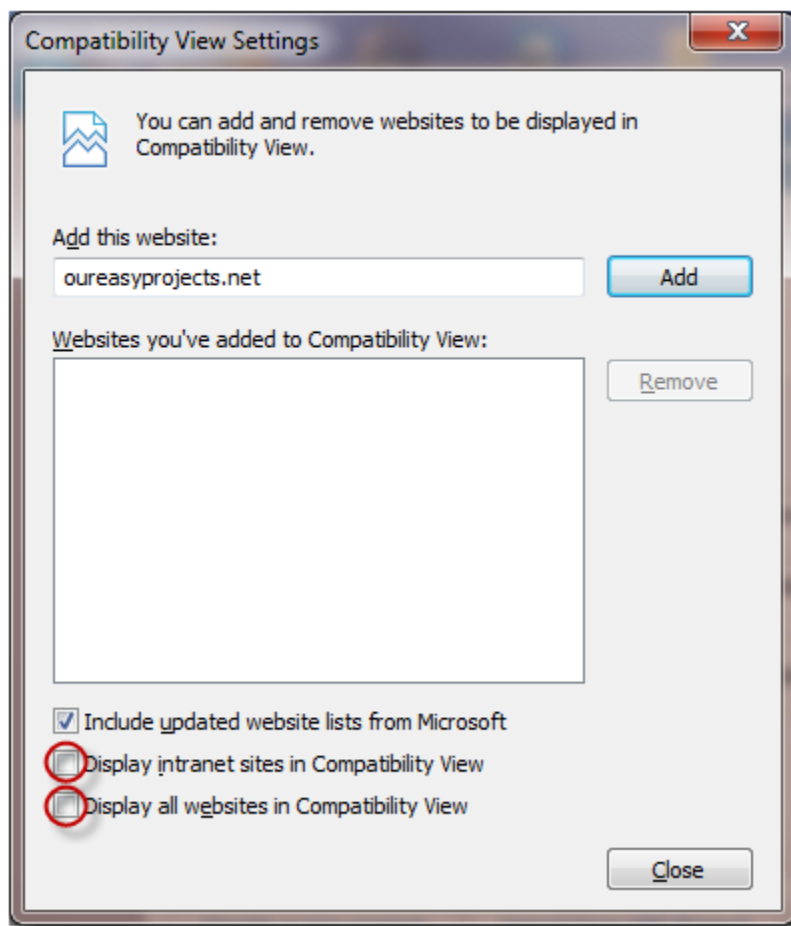 Compatibility View Settings
You can add and remove websites to be displayed in
Compatibility View.
Add this website:
oureasyprojects.net
Add
Websites you've added to Compatibility View:
Remove
Include updated website lists from Microsoft
Display intranet sites in Compatibility View
Display all websites in Compatibility View
Close